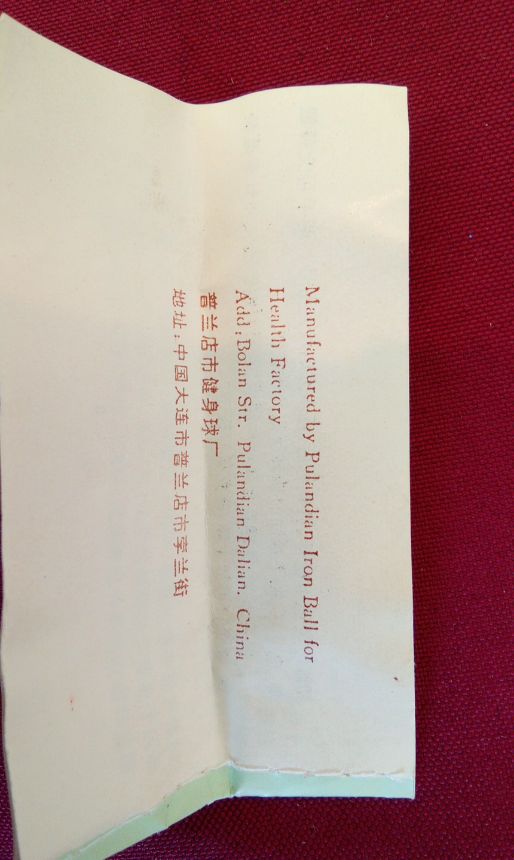 Manufactured by Pulandian Iron Ball for
Health Factory
Add:Bolan Str. Pulandian Dalian, China
普兰店市健身球厂
地址:中国大连市普兰店市孛兰街